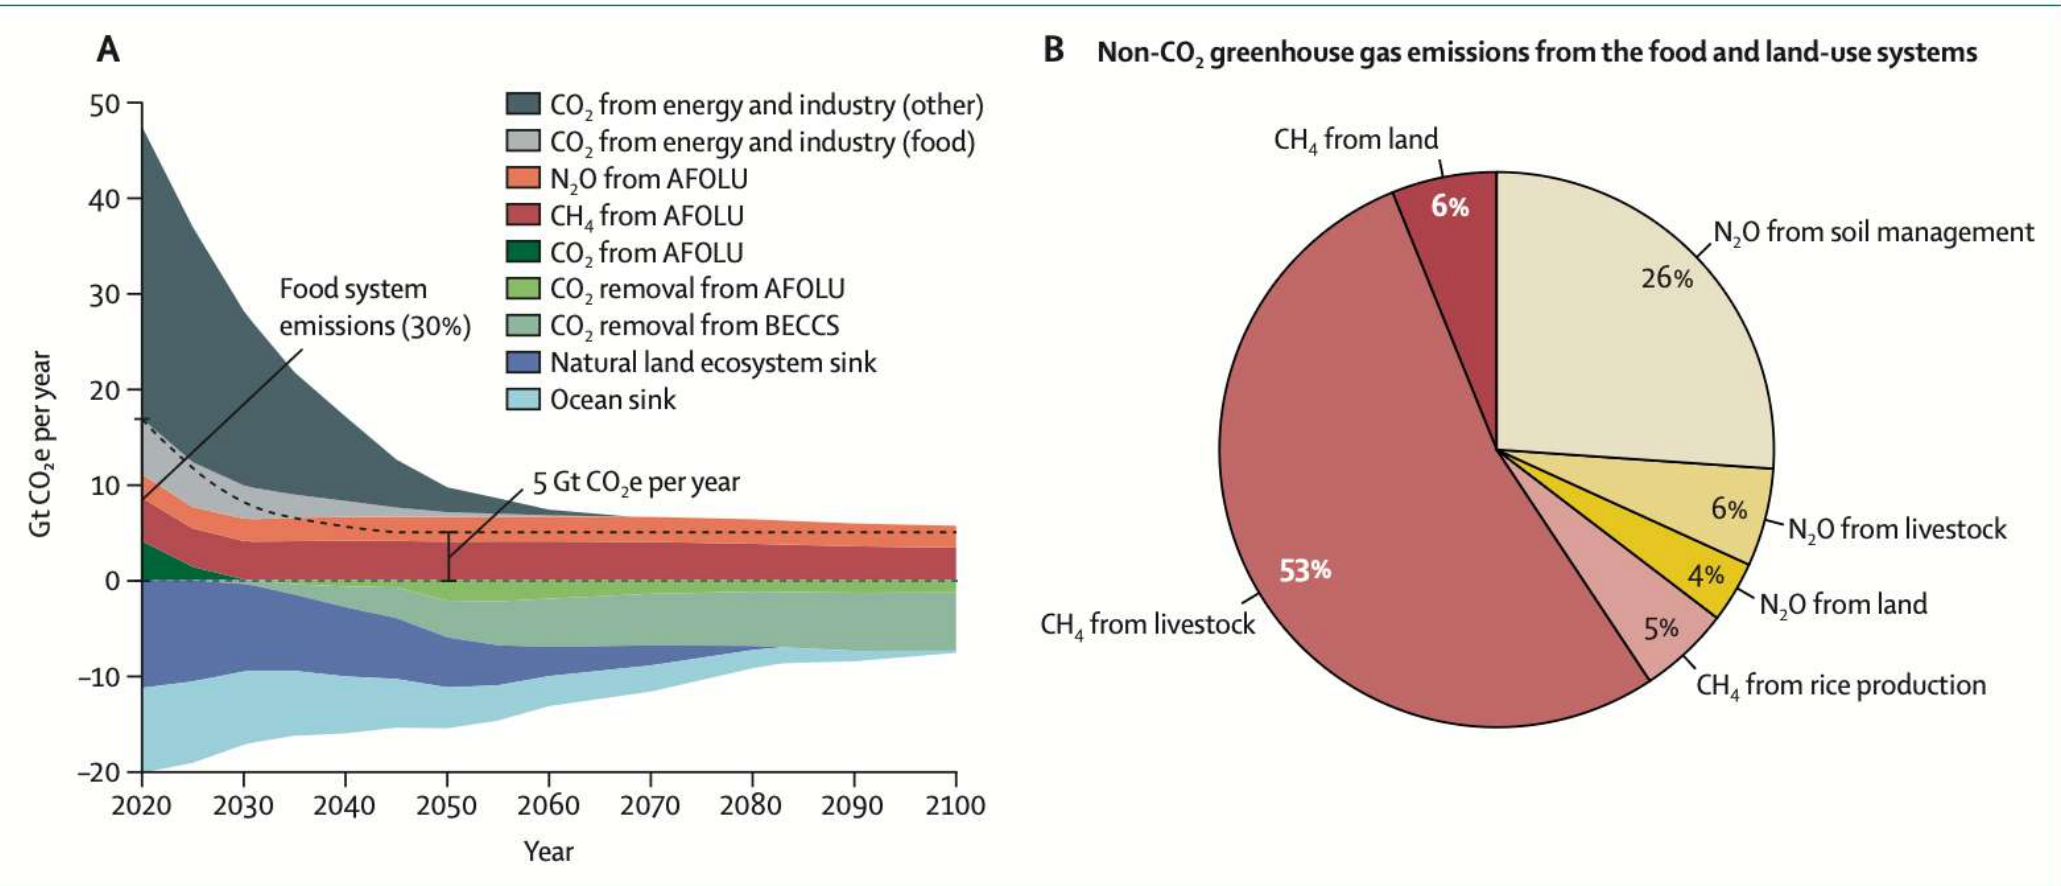 A
50
40
30
20
10
0
–10
–20
Gt CO₂e per year
2020 2030 2040 2050 2060 2070 2080 2090 2100
Year
CO₂ from energy and industry (other)
CO₂ from energy and industry (food)
N₂O from AFOLU
CH₄ from AFOLU
CO₂ from AFOLU
CO₂ removal from AFOLU
CO₂ removal from BECCS
Natural land ecosystem sink
Ocean sink
Food system
emissions (30%)
5 Gt CO₂e per year
B Non-CO₂ greenhouse gas emissions from the food and land-use systems
CH₄ from land
6%
N₂O from soil management
26%
6%
N₂O from livestock
4%
N₂O from land
5%
CH₄ from rice production
53%
CH₄ from livestock